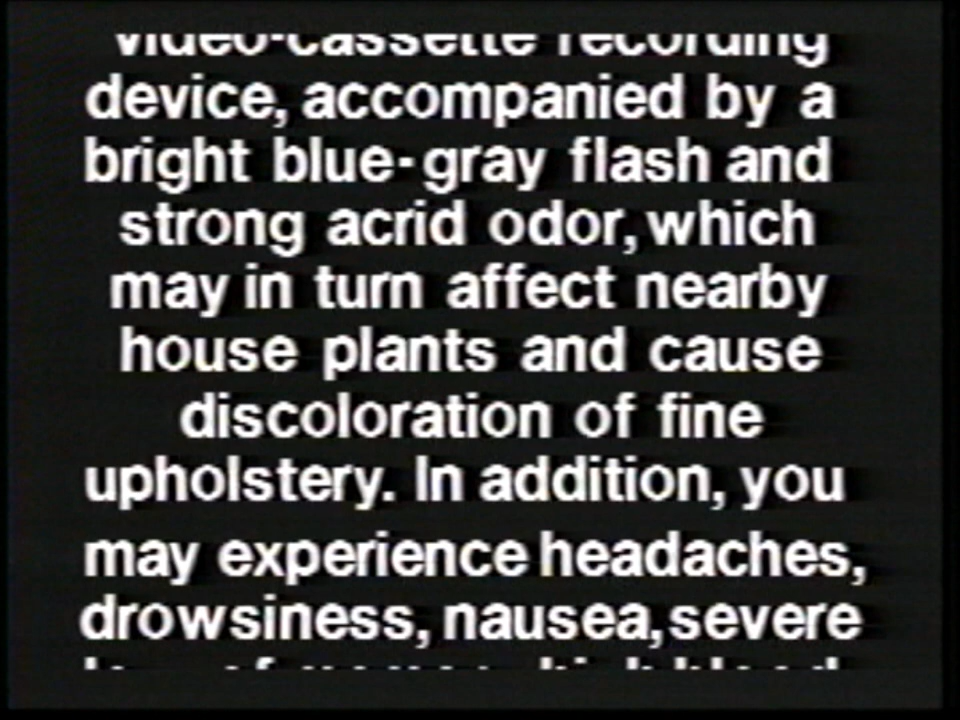 video-cassette recording
device, accompanied by a
bright blue-gray flash and
strong acrid odor, which
may in turn affect nearby
house plants and cause
discoloration of fine
upholstery. In addition, you
may experience headaches,
drowsiness, nausea, severe